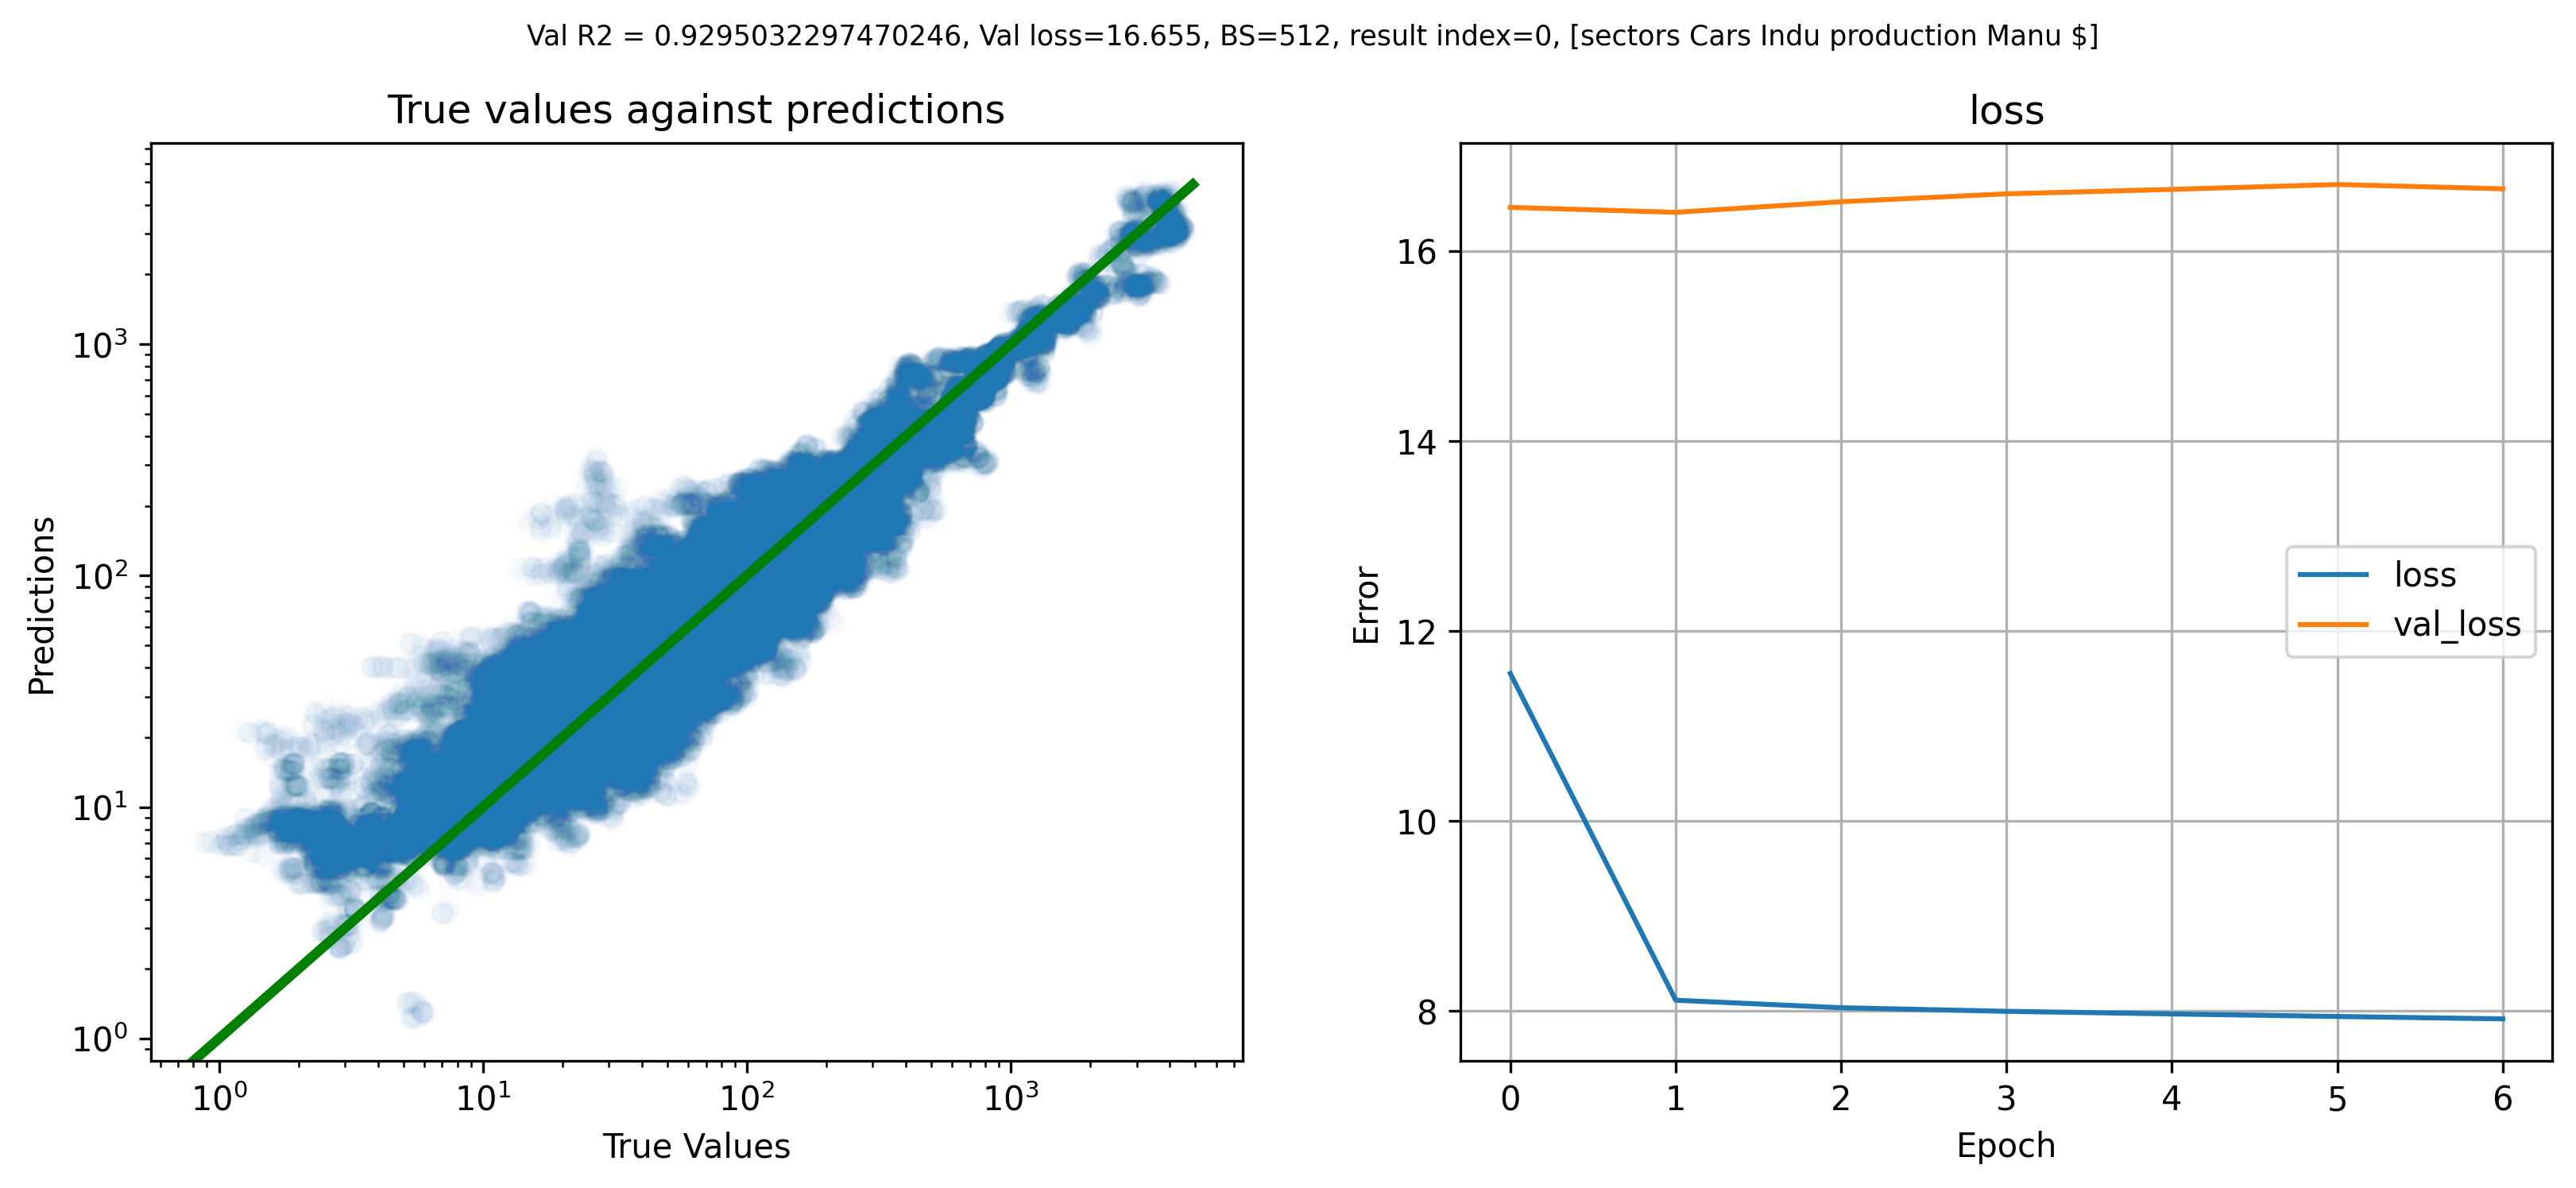 Val R2 = 0.9295032297470246, Val loss=16.655, BS=512, result index=0, [sectors Cars Indu production Manu $]
True values against predictions
Predictions
10³
10²
10¹
10⁰
10⁰ 10¹ 10² 10³
True Values
loss
Error
16
14
12
10
8
loss
val_loss
0 1 2 3 4 5 6
Epoch